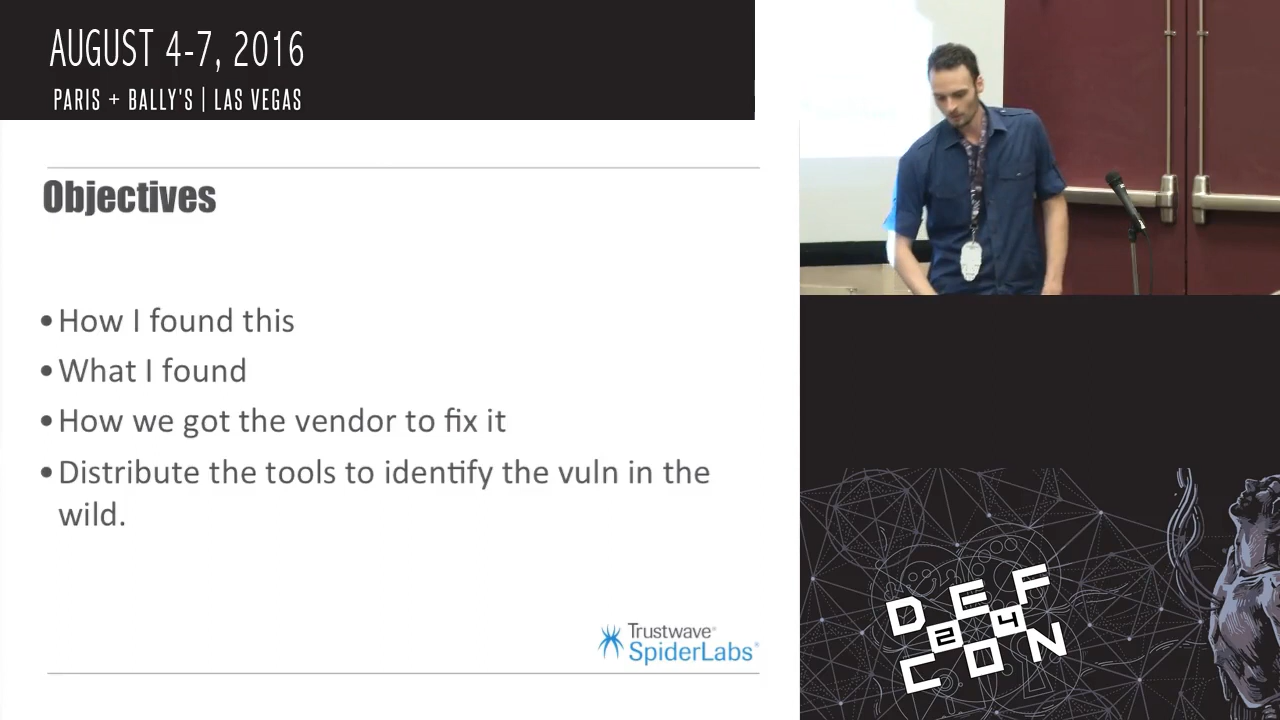 AUGUST 4-7, 2016
PARIS + BALLY'S | LAS VEGAS
Objectives
• How I found this
• What I found
• How we got the vendor to fix it
• Distribute the tools to identify the vuln in the
wild.
Trustwave®
SpiderLabs®
DEF
24
CON